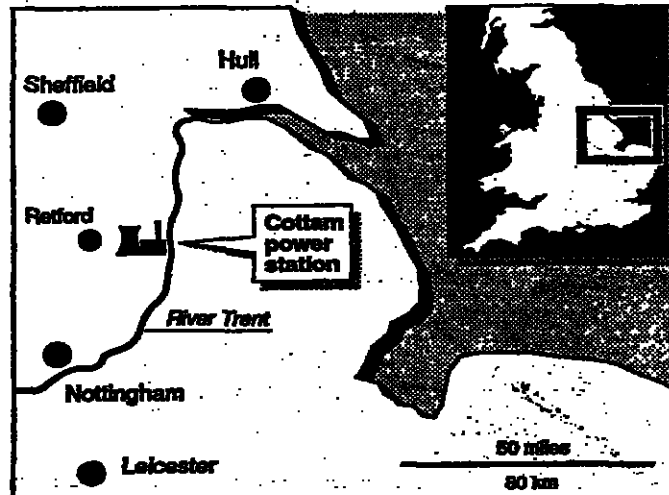 Hull
Sheffield
Retford
Cottam
power
station
River Trent
Nottingham
Leicester
50 miles
80 km